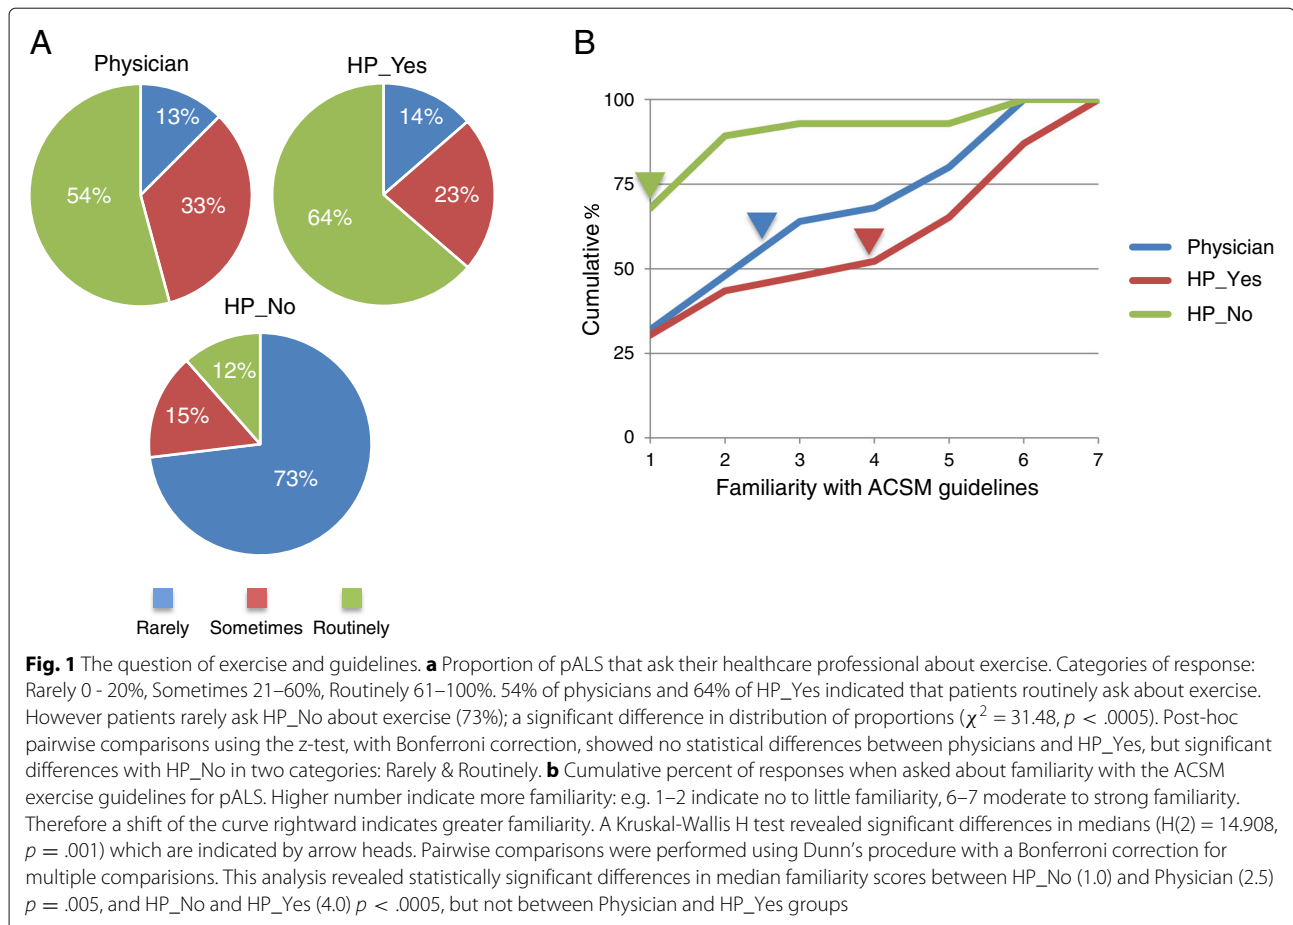 A
B
Physician
HP_Yes
13%
33%
54%
14%
23%
64%
HP_No
12%
15%
73%
Rarely Sometimes Routinely
100
75
50
25
0
Cumulative %
1 2 3 4 5 6 7
Familiarity with ACSM guidelines
Physician
HP_Yes
HP_No
Fig. 1 The question of exercise and guidelines. a Proportion of pALS that ask their healthcare professional about exercise. Categories of response:
Rarely 0 - 20%, Sometimes 21–60%, Routinely 61–100%. 54% of physicians and 64% of HP_Yes indicated that patients routinely ask about exercise.
However patients rarely ask HP_No about exercise (73%); a significant difference in distribution of proportions (χ² = 31.48, p < .0005). Post-hoc
pairwise comparisons using the z-test, with Bonferroni correction, showed no statistical differences between physicians and HP_Yes, but significant
differences with HP_No in two categories: Rarely & Routinely. b Cumulative percent of responses when asked about familiarity with the ACSM
exercise guidelines for pALS. Higher number indicate more familiarity: e.g. 1–2 indicate no to little familiarity, 6–7 moderate to strong familiarity.
Therefore a shift of the curve rightward indicates greater familiarity. A Kruskal-Wallis H test revealed significant differences in medians (H(2) = 14.908,
p = .001) which are indicated by arrow heads. Pairwise comparisons were performed using Dunn's procedure with a Bonferroni correction for
multiple comparisions. This analysis revealed statistically significant differences in median familiarity scores between HP_No (1.0) and Physician (2.5)
p = .005, and HP_No and HP_Yes (4.0) p < .0005, but not between Physician and HP_Yes groups